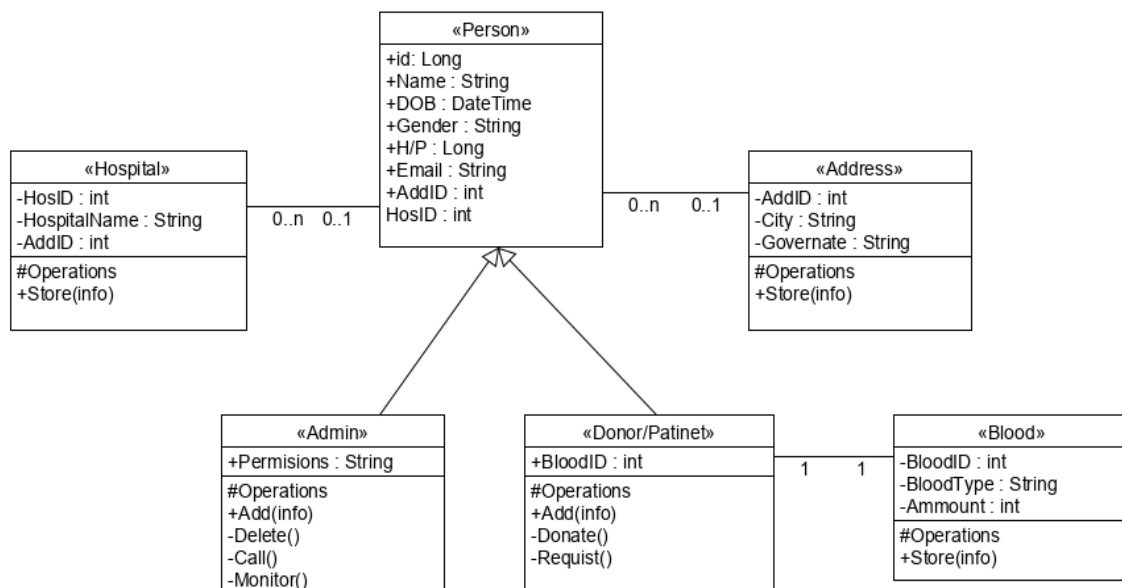 «Person»
+id: Long
+Name : String
+DOB : DateTime
+Gender : String
+H/P : Long
+Email : String
+AddID : int
HosID : int
«Hospital»
-HosID : int
-HospitalName : String
-AddID : int
#Operations
+Store(info)
0..n 0..1
0..n 0..1
«Address»
-AddID : int
-City : String
-Governate : String
#Operations
+Store(info)
«Admin»
+Permisions : String
#Operations
+Add(info)
-Delete()
-Call()
-Monitor()
«Donor/Patinet»
+BloodID : int
#Operations
+Add(info)
-Donate()
-Requist()
1 1
«Blood»
-BloodID : int
-BloodType : String
-Ammount : int
#Operations
+Store(info)